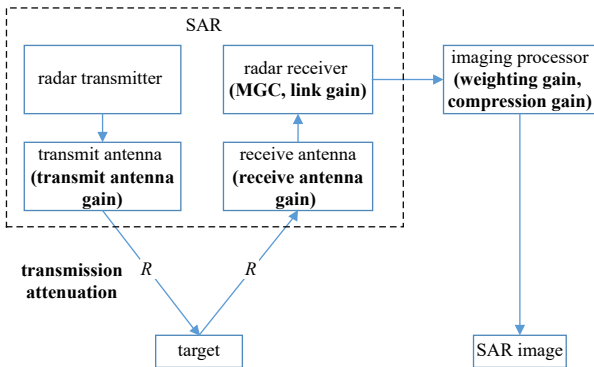 SAR
radar transmitter
radar receiver
(MGC, link gain)
imaging processor
(weighting gain,
compression gain)
transmit antenna
(transmit antenna
gain)
receive antenna
(receive antenna
gain)
transmission
attenuation
R
R
target
SAR image